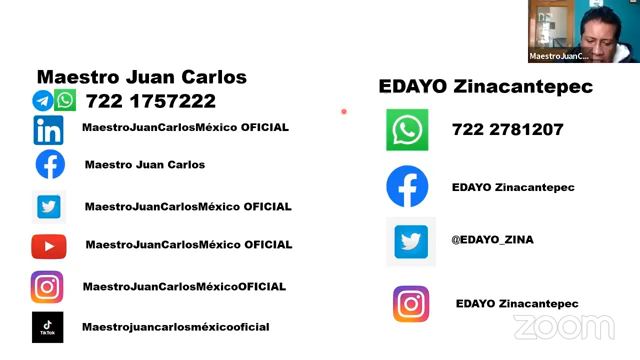 MaestroJuanC...
Maestro Juan Carlos
722 1757222
MaestroJuanCarlosMéxico OFICIAL
Maestro Juan Carlos
MaestroJuanCarlosMéxico OFICIAL
MaestroJuanCarlosMéxico OFICIAL
MaestroJuanCarlosMéxicoOFICIAL
TikTok
Maestrojuancarlosméxicooficial
EDAYO Zinacantepec
722 2781207
EDAYO Zinacantepec
@EDAYO_ZINA
EDAYO Zinacantepec
zoom